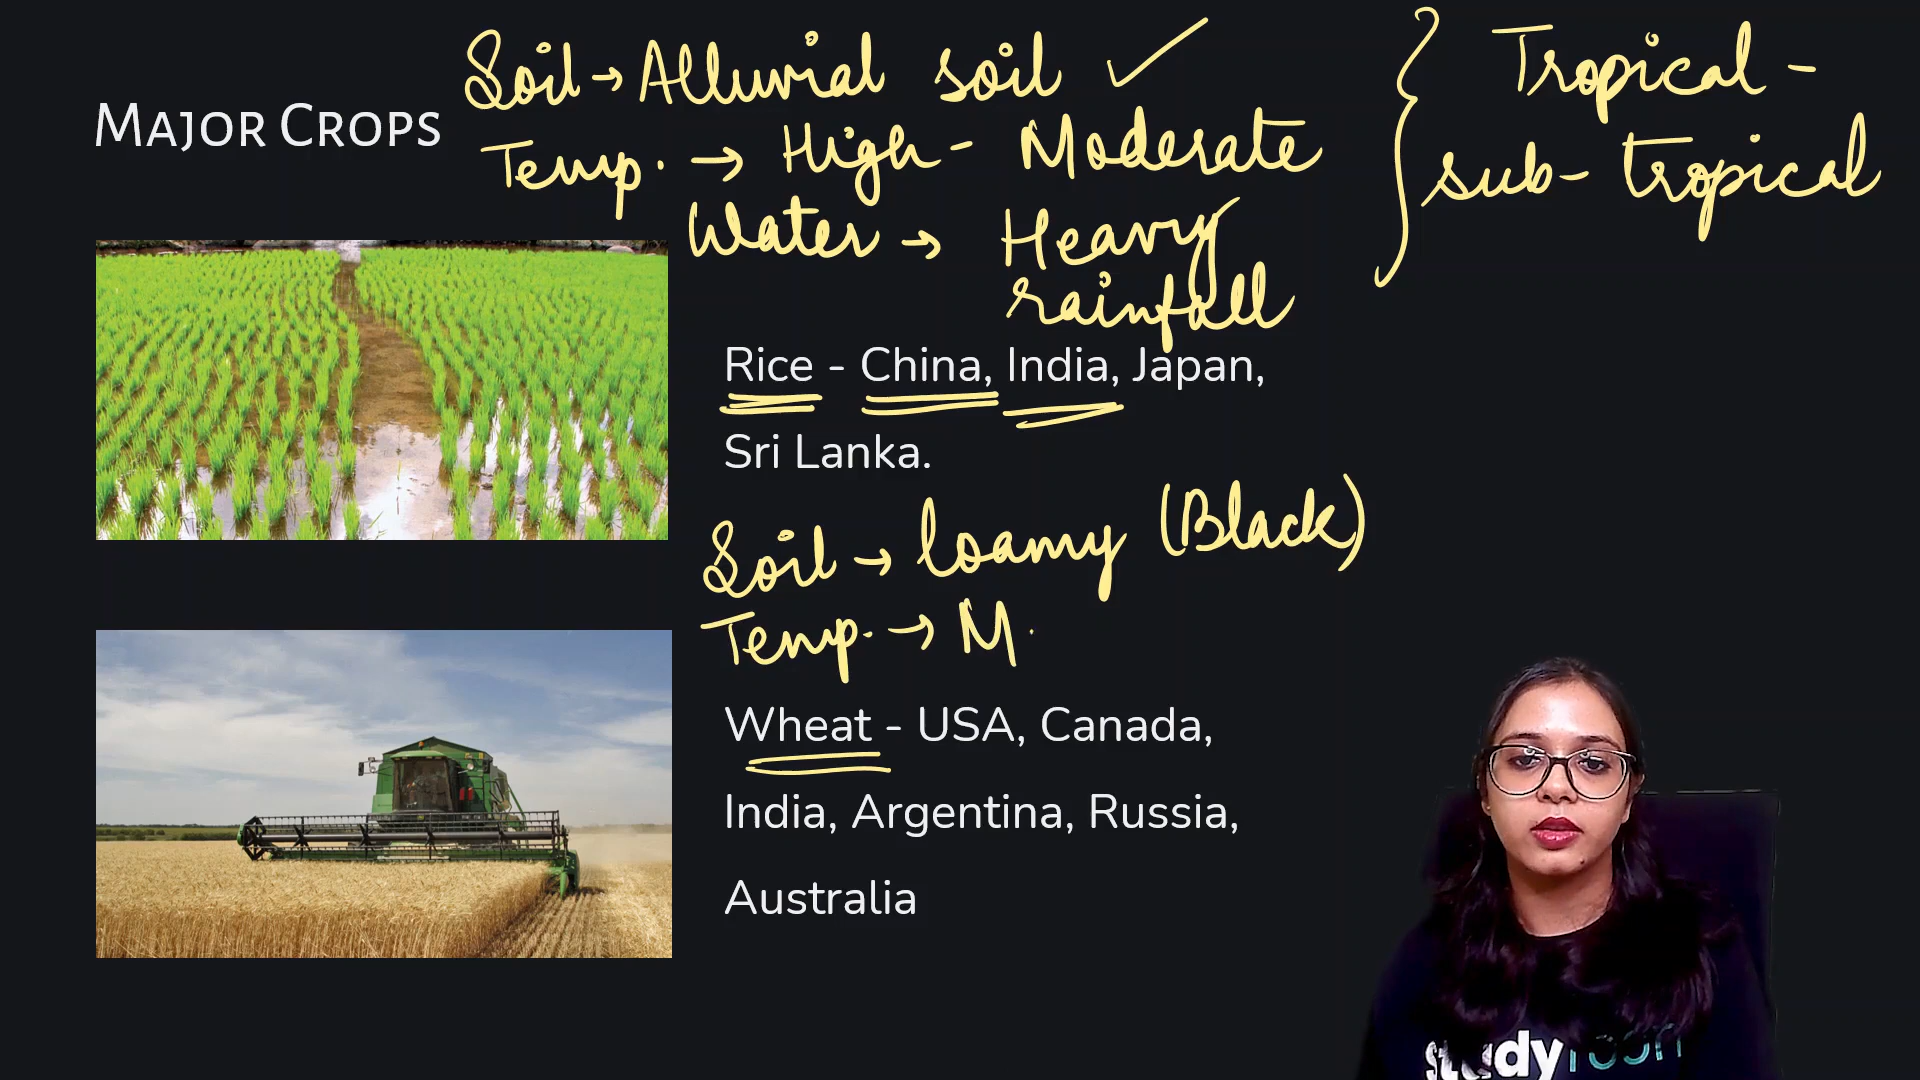 Soil → Alluvial soil ✓
MAJOR CROPS
Temp. → High - Moderate
Water → Heavy
rainfall
Tropical -
sub- tropical
Rice - China, India, Japan,
Sri Lanka.
Soil → loamy (Black)
Temp. → M.
Wheat - USA, Canada,
India, Argentina, Russia,
Australia
studyroom